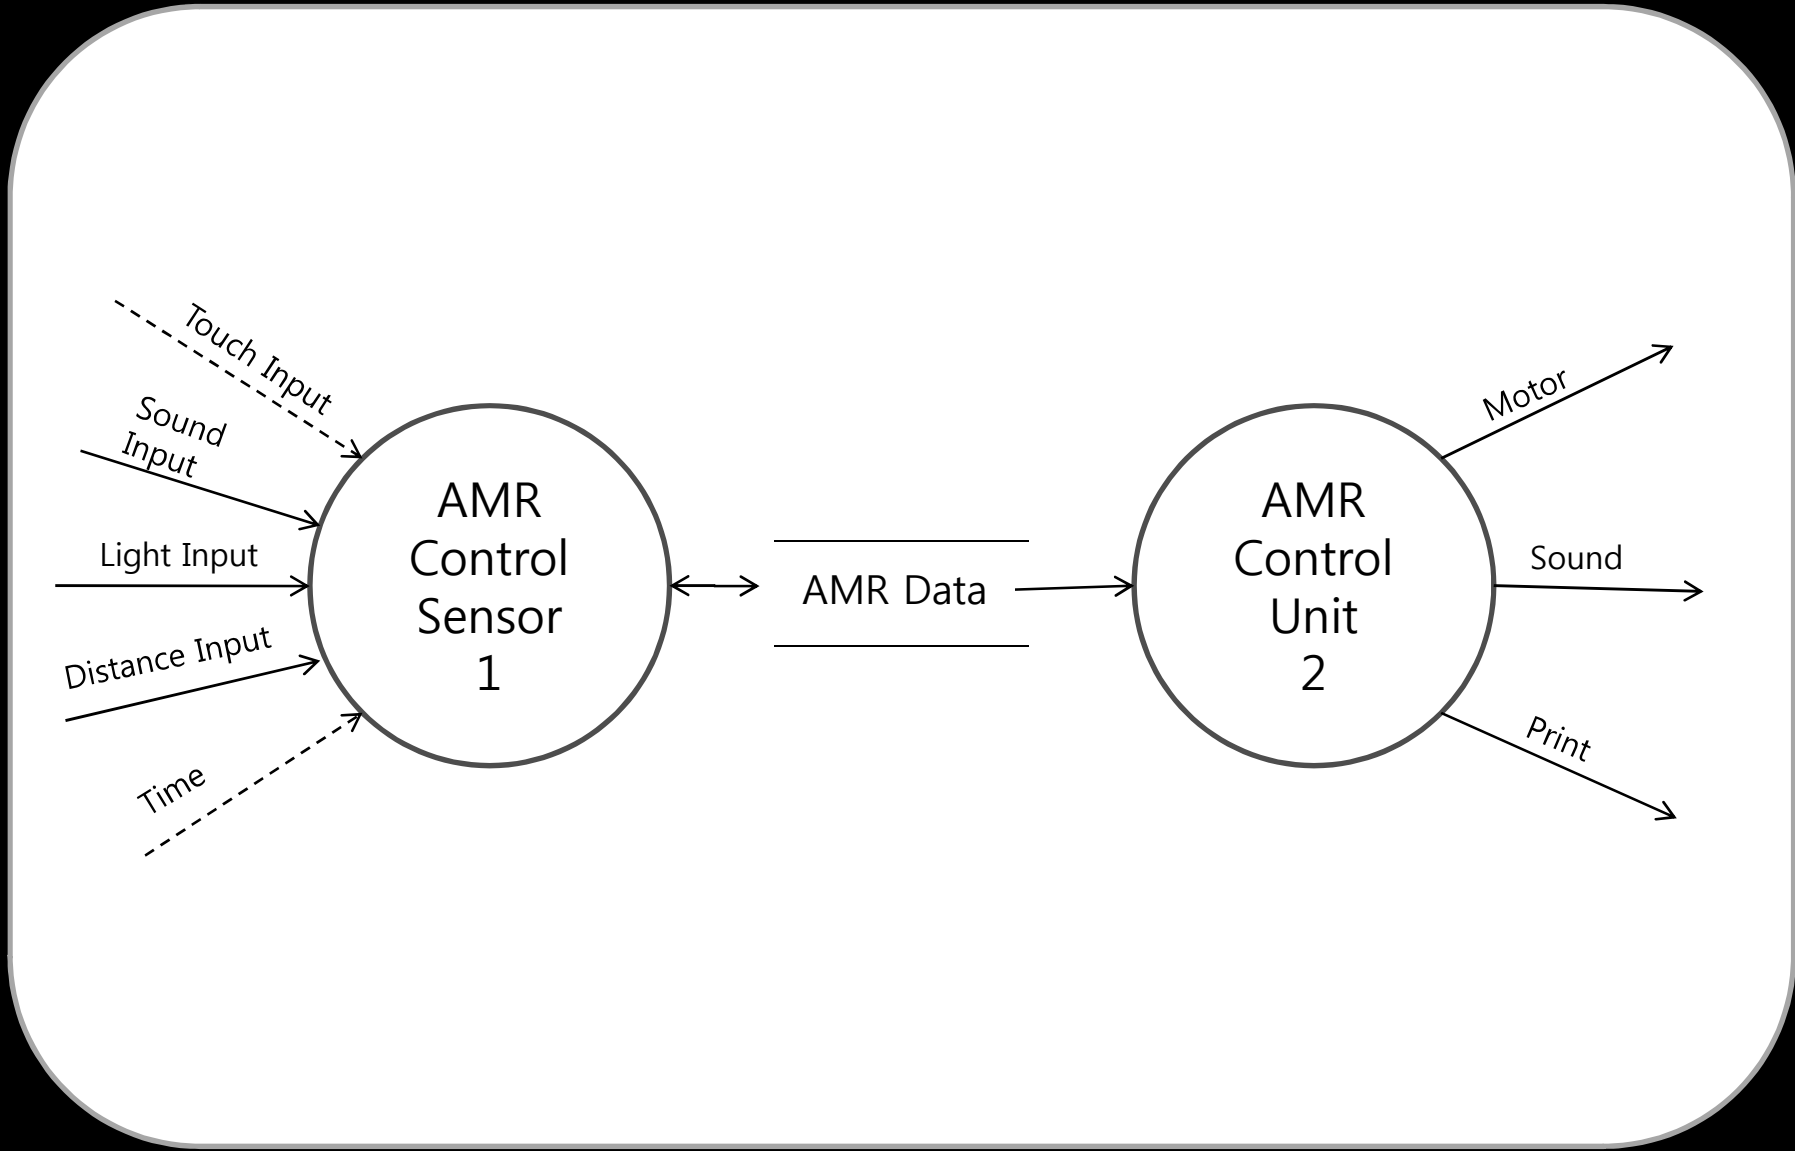 Touch Input
Sound
Input
Light Input
Distance Input
Time
AMR
Control
Sensor
1
AMR Data
AMR
Control
Unit
2
Motor
Sound
Print